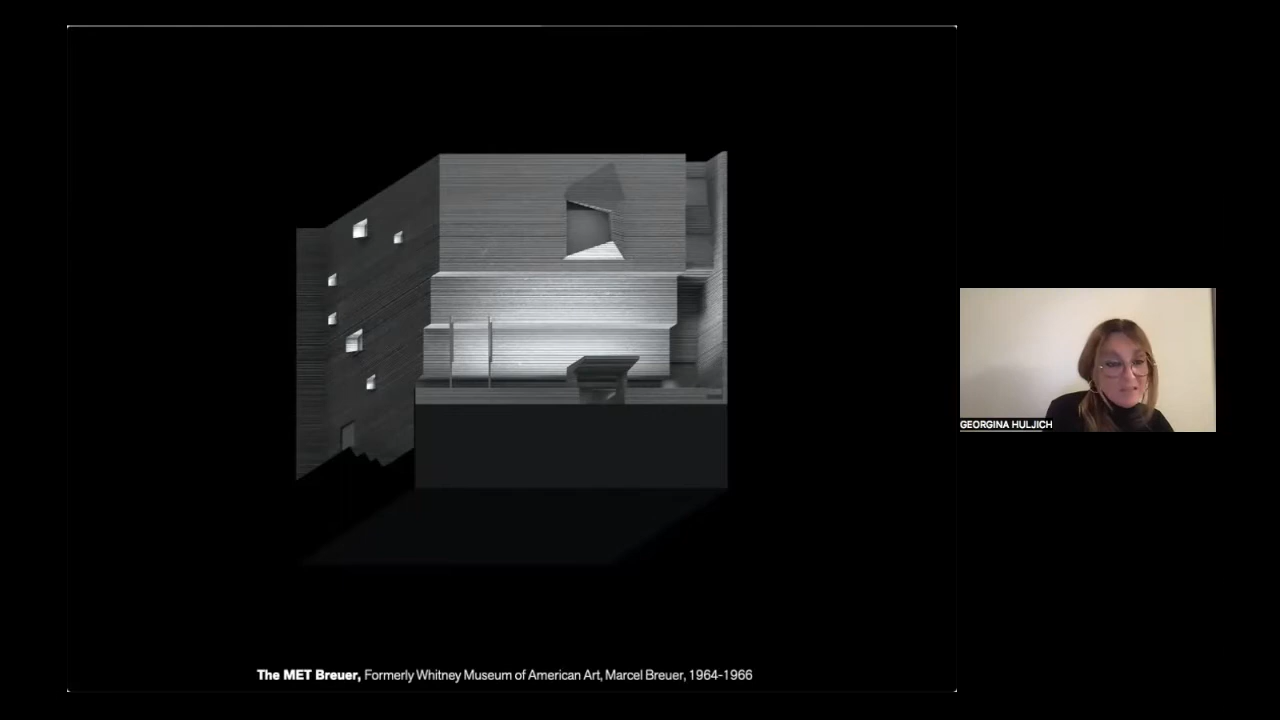 GEORGINA HULJICH
The MET Breuer, Formerly Whitney Museum of American Art, Marcel Breuer, 1964-1966